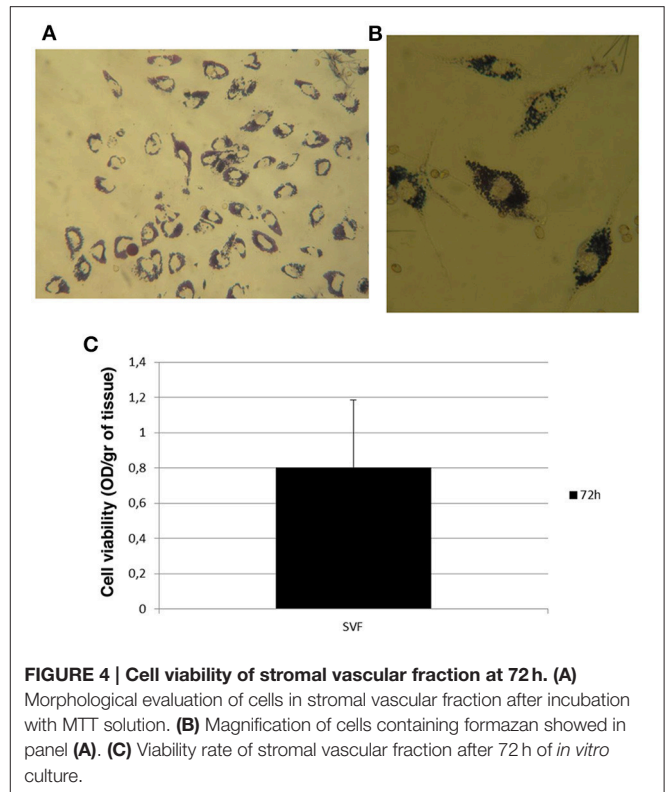 A
B
C
1,4
1,2
1
0,8
0,6
0,4
0,2
0
Cell viability (OD/gr of tissue)
SVF
72h
FIGURE 4 | Cell viability of stromal vascular fraction at 72 h. (A)
Morphological evaluation of cells in stromal vascular fraction after incubation
with MTT solution. (B) Magnification of cells containing formazan showed in
panel (A). (C) Viability rate of stromal vascular fraction after 72 h of in vitro
culture.